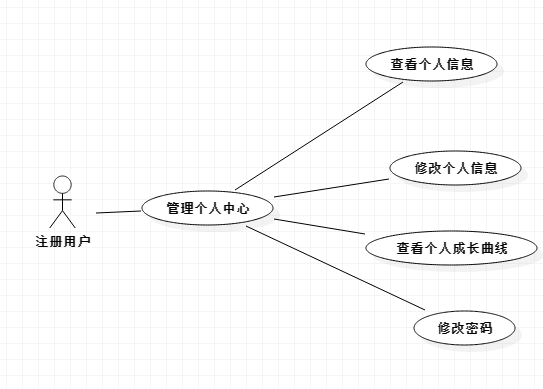 查看个人信息
修改个人信息
管理个人中心
注册用户
查看个人成长曲线
修改密码